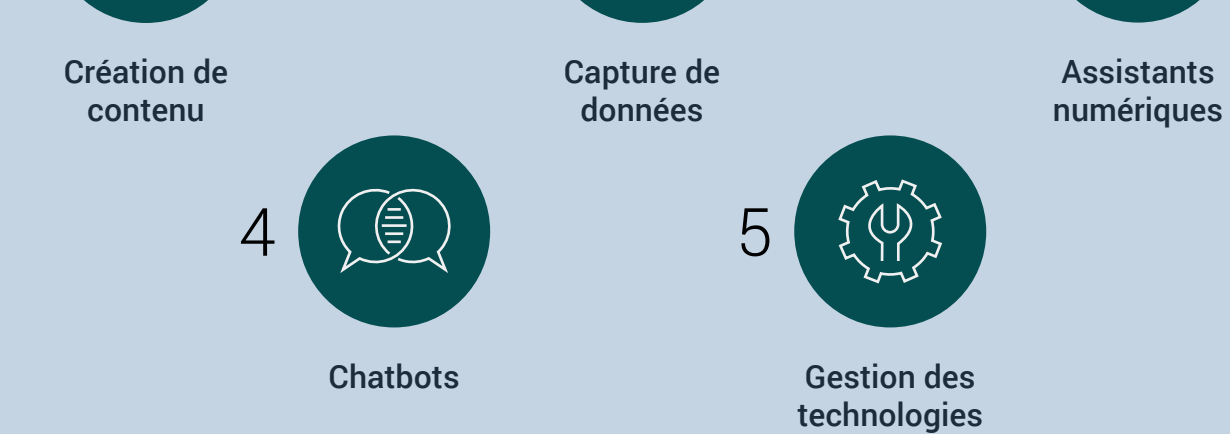 Création de
contenu
Capture de
données
Assistants
numériques
4
Chatbots
5
Gestion des
technologies